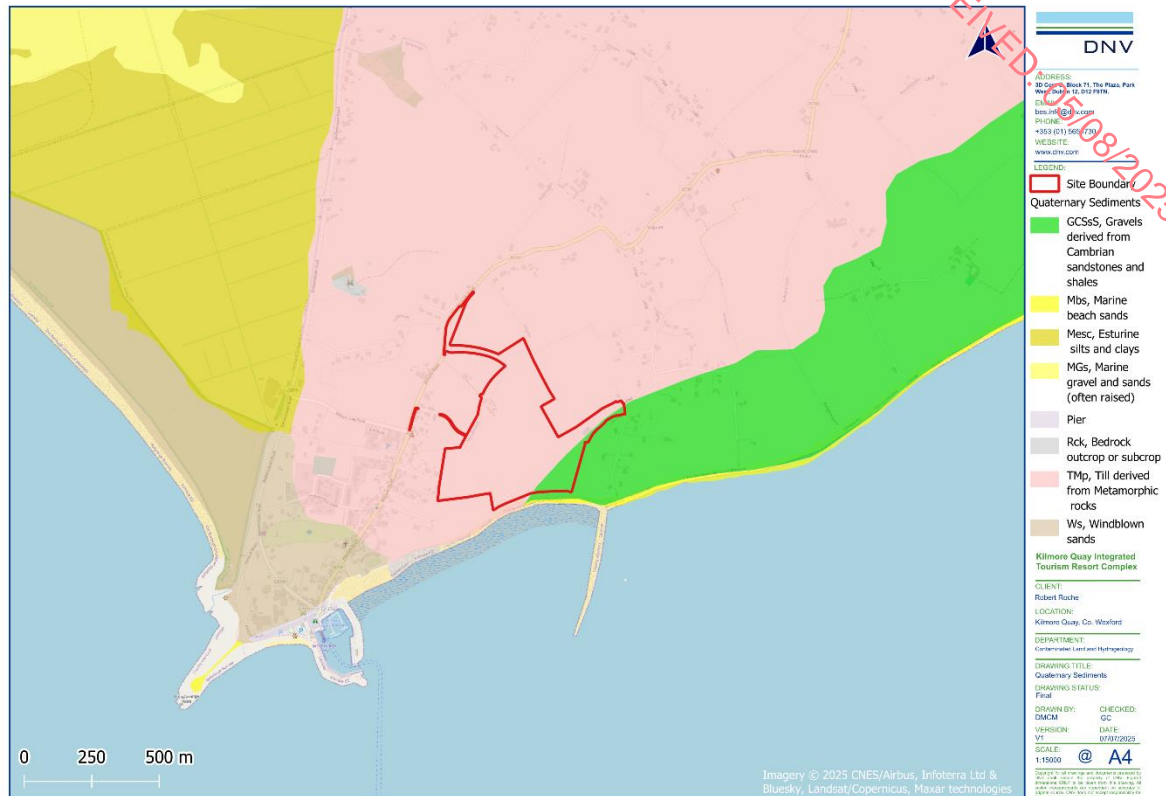 DNV
ADDRESS:
Block 71, The Plaza, Park
Dublin 12, D12 F9TN.
+353 (01)
WEBSITE:
www.dnv.com
LEGEND:
Site Boundary
Quaternary Sediments
GCSsS, Gravels
derived from
Cambrian
sandstones and
shales
Mbs, Marine
beach sands
Mesc, Esturine
silts and clays
MGs, Marine
gravel and sands
(often raised)
Pier
Rck, Bedrock
outcrop or subcrop
TMp, Till derived
from Metamorphic
rocks
Ws, Windblown
sands
Kilmore Quay Integrated
Tourism Resort Complex
CLIENT:
Robert Roche
LOCATION:
Kilmore Quay, Co. Wexford
DEPARTMENT:
Contaminated Land and Hydrogeology
DRAWING TITLE:
Quaternary Sediments
DRAWING STATUS:
Final
DRAWN BY: CHECKED:
DMCM GC
VERSION: DATE:
V1 07/07/2025
SCALE:
1:15000 @ A4
EIVED: 05/08/2025
0 250 500 m
Imagery © 2025 CNES/Airbus, Infoterra Ltd &
Bluesky, Landsat/Copernicus, Maxar technologies